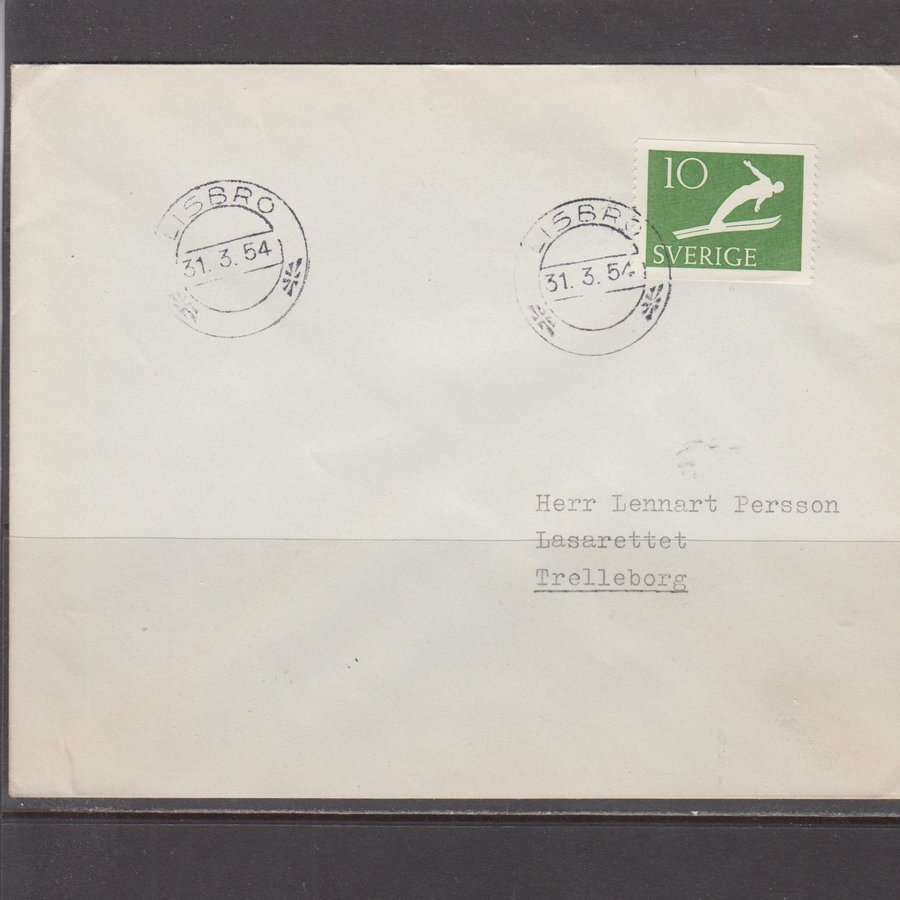 LISBRO
31. 3. 54
LISBRO
31. 3. 54
10
SVERIGE
Herr Lennart Persson
Lasarettet
Trelleborg